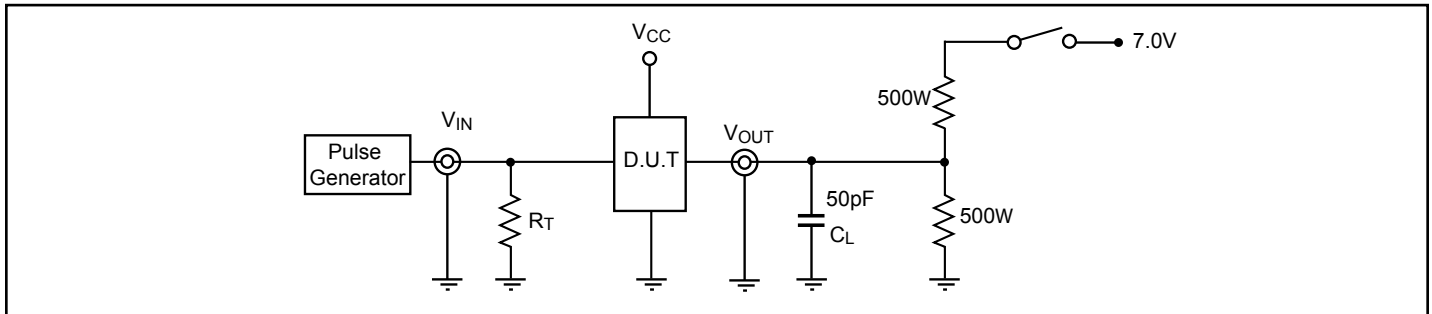 VCC
7.0V
500W
VIN
VOUT
Pulse
Generator
D.U.T
50pF
CL
RT
500W